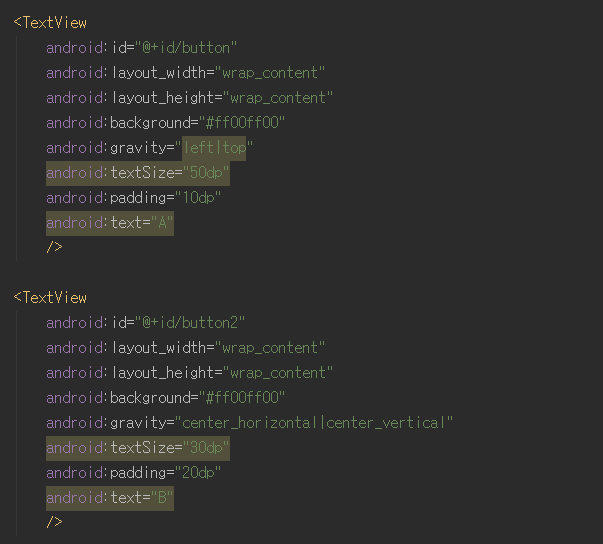 <TextView
android:id="@+id/button"
android:layout_width="wrap_content"
android:layout_height="wrap_content"
android:background="#ff00ff00"
android:gravity="left|top"
android:textSize="50dp"
android:padding="10dp"
android:text="A"
/>
<TextView
android:id="@+id/button2"
android:layout_width="wrap_content"
android:layout_height="wrap_content"
android:background="#ff00ff00"
android:gravity="center_horizontal|center_vertical"
android:textSize="30dp"
android:padding="20dp"
android:text="B"
/>